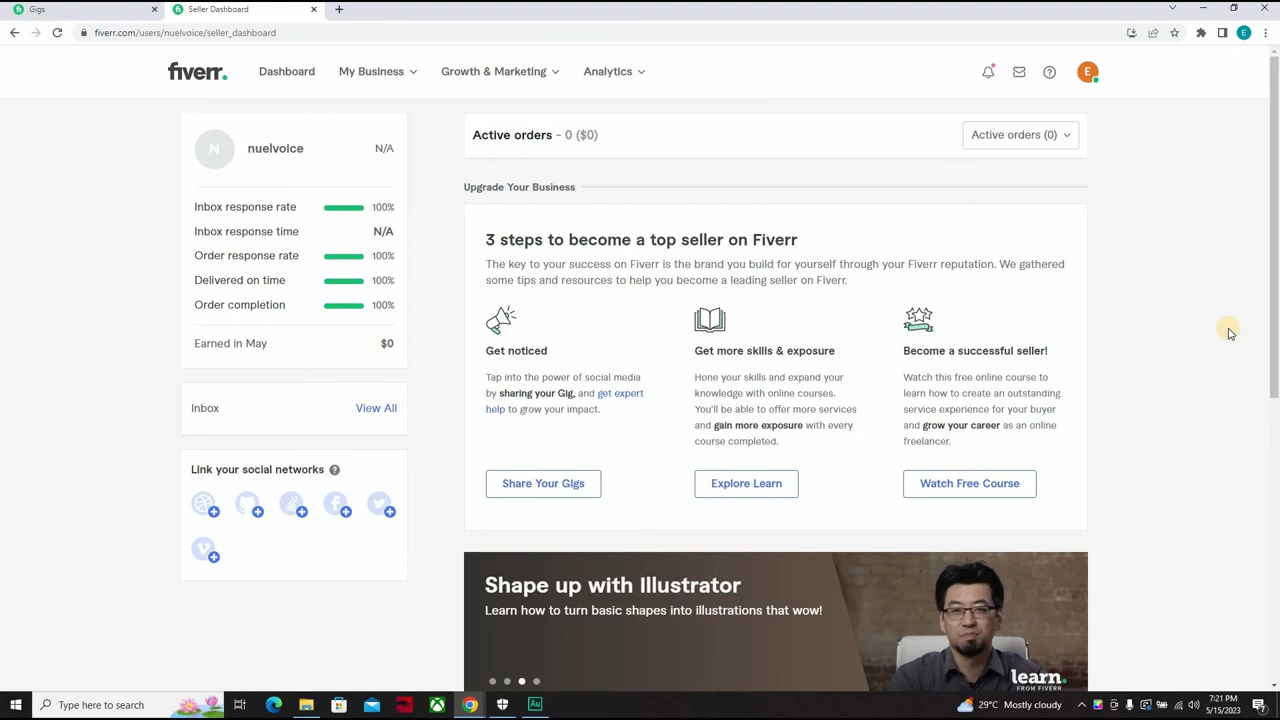 Gigs
Seller Dashboard
fiverr.com/users/nuelvoice/seller_dashboard
E
fiverr.
Dashboard
My Business
Growth & Marketing
Analytics
E
N
nuelvoice
N/A
Inbox response rate
100%
Inbox response time
N/A
Order response rate
100%
Delivered on time
100%
Order completion
100%
Earned in May
$0
Inbox
View All
Link your social networks
Active orders - 0 ($0)
Active orders (0)
Upgrade Your Business
3 steps to become a top seller on Fiverr
The key to your success on Fiverr is the brand you build for yourself through your Fiverr reputation. We gathered
some tips and resources to help you become a leading seller on Fiverr.
Get noticed
Tap into the power of social media
by sharing your Gig, and get expert
help to grow your impact.
Share Your Gigs
Get more skills & exposure
Hone your skills and expand your
knowledge with online courses.
You'll be able to offer more services
and gain more exposure with every
course completed.
Explore Learn
Become a successful seller!
Watch this free online course to
learn how to create an outstanding
service experience for your buyer
and grow your career as an online
freelancer.
Watch Free Course
Shape up with Illustrator
Learn how to turn basic shapes into illustrations that wow!
learn.
FROM FIVERR
Type here to search
Au
29°C Mostly cloudy
7:21 PM
5/15/2023